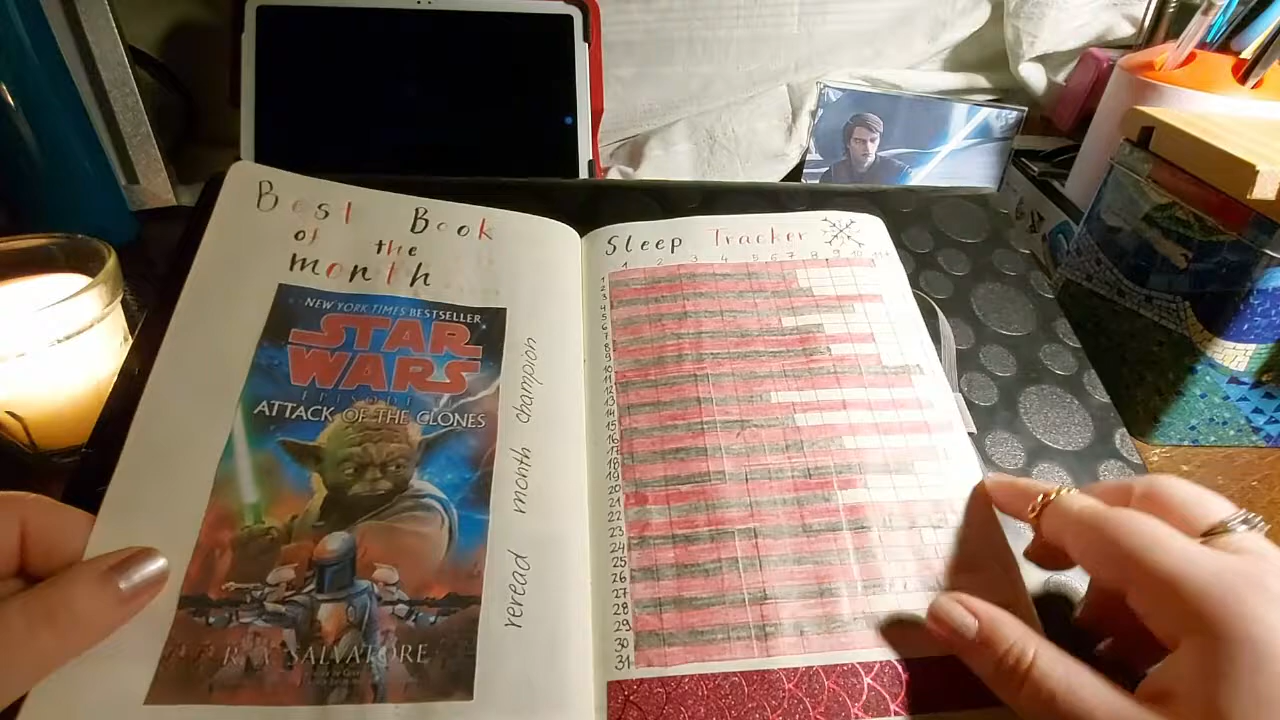 Best Book
of the
month
NEW YORK TIMES BESTSELLER
STAR
WARS
ATTACK OF THE CLONES
SALVATORE
reread month champion
Sleep Tracker
1 2 3 4 5 6 7 8 9 10 11+
1
2
3
4
5
6
7
8
9
10
11
12
13
14
15
16
17
18
19
20
21
22
23
24
25
26
27
28
29
30
31